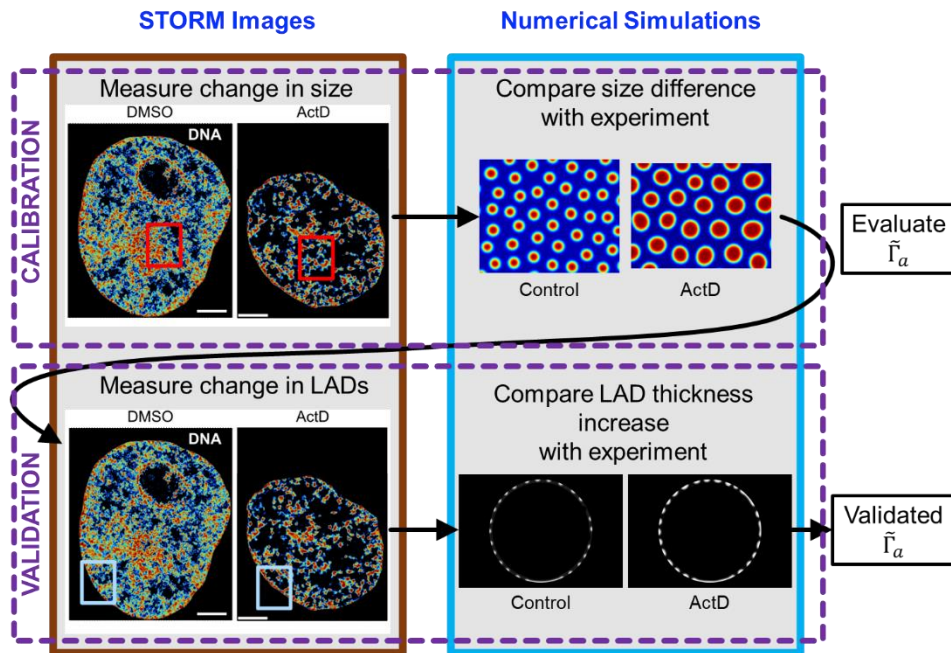 STORM Images
Numerical Simulations
CALIBRATION
Measure change in size
DMSO
ActD
DNA
Compare size difference
with experiment
Control
ActD
Evaluate
Γ̃ₐ
VALIDATION
Measure change in LADs
DMSO
ActD
DNA
Compare LAD thickness
increase
with experiment
Control
ActD
Validated
Γ̃ₐ